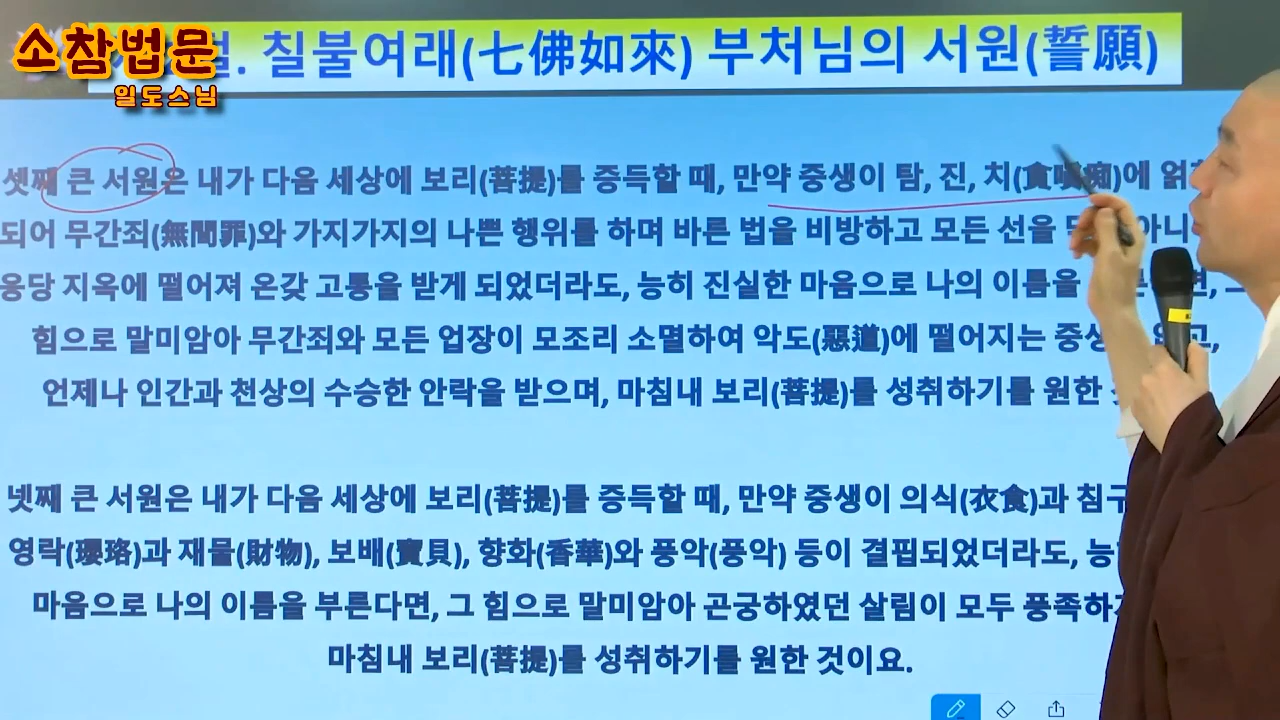 소참법문
일도스님
칠불여래(七佛如來) 부처님의 서원(誓願)
셋째 큰 서원은 내가 다음 세상에 보리(菩提)를 증득할 때, 만약 중생이 탐, 진, 치(貪嗔痴)에 얽
되어 무간죄(無間罪)와 가지가지의 나쁜 행위를 하며 바른 법을 비방하고 모든 선을 아니
응당 지옥에 떨어져 온갖 고통을 받게 되었더라도, 능히 진실한 마음으로 나의 이름을
힘으로 말미암아 무간죄와 모든 업장이 모조리 소멸하여 악도(惡道)에 떨어지는 중생
언제나 인간과 천상의 수승한 안락을 받으며, 마침내 보리(菩提)를 성취하기를 원한
넷째 큰 서원은 내가 다음 세상에 보리(菩提)를 증득할 때, 만약 중생이 의식(衣食)과 침구
영락(瓔珞)과 재물(財物), 보배(寶貝), 향화(香華)와 풍악(풍악) 등이 결핍되었더라도, 능
마음으로 나의 이름을 부른다면, 그 힘으로 말미암아 곤궁하였던 살림이 모두 풍족하
마침내 보리(菩提)를 성취하기를 원한 것이요.